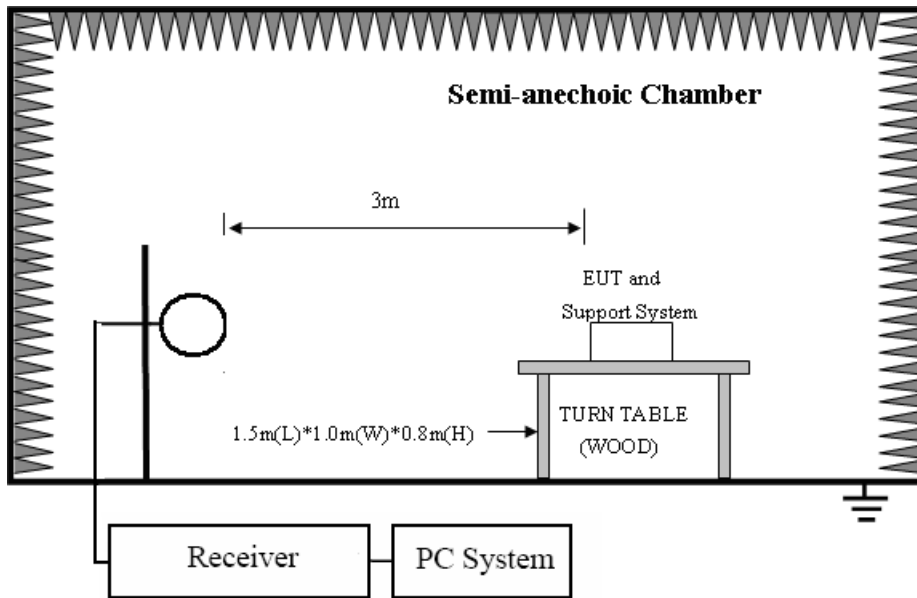 Semi-anechoic Chamber
3m
EUT and
Support System
1.5m(L)*1.0m(W)*0.8m(H)
TURN TABLE
(WOOD)
Receiver
PC System